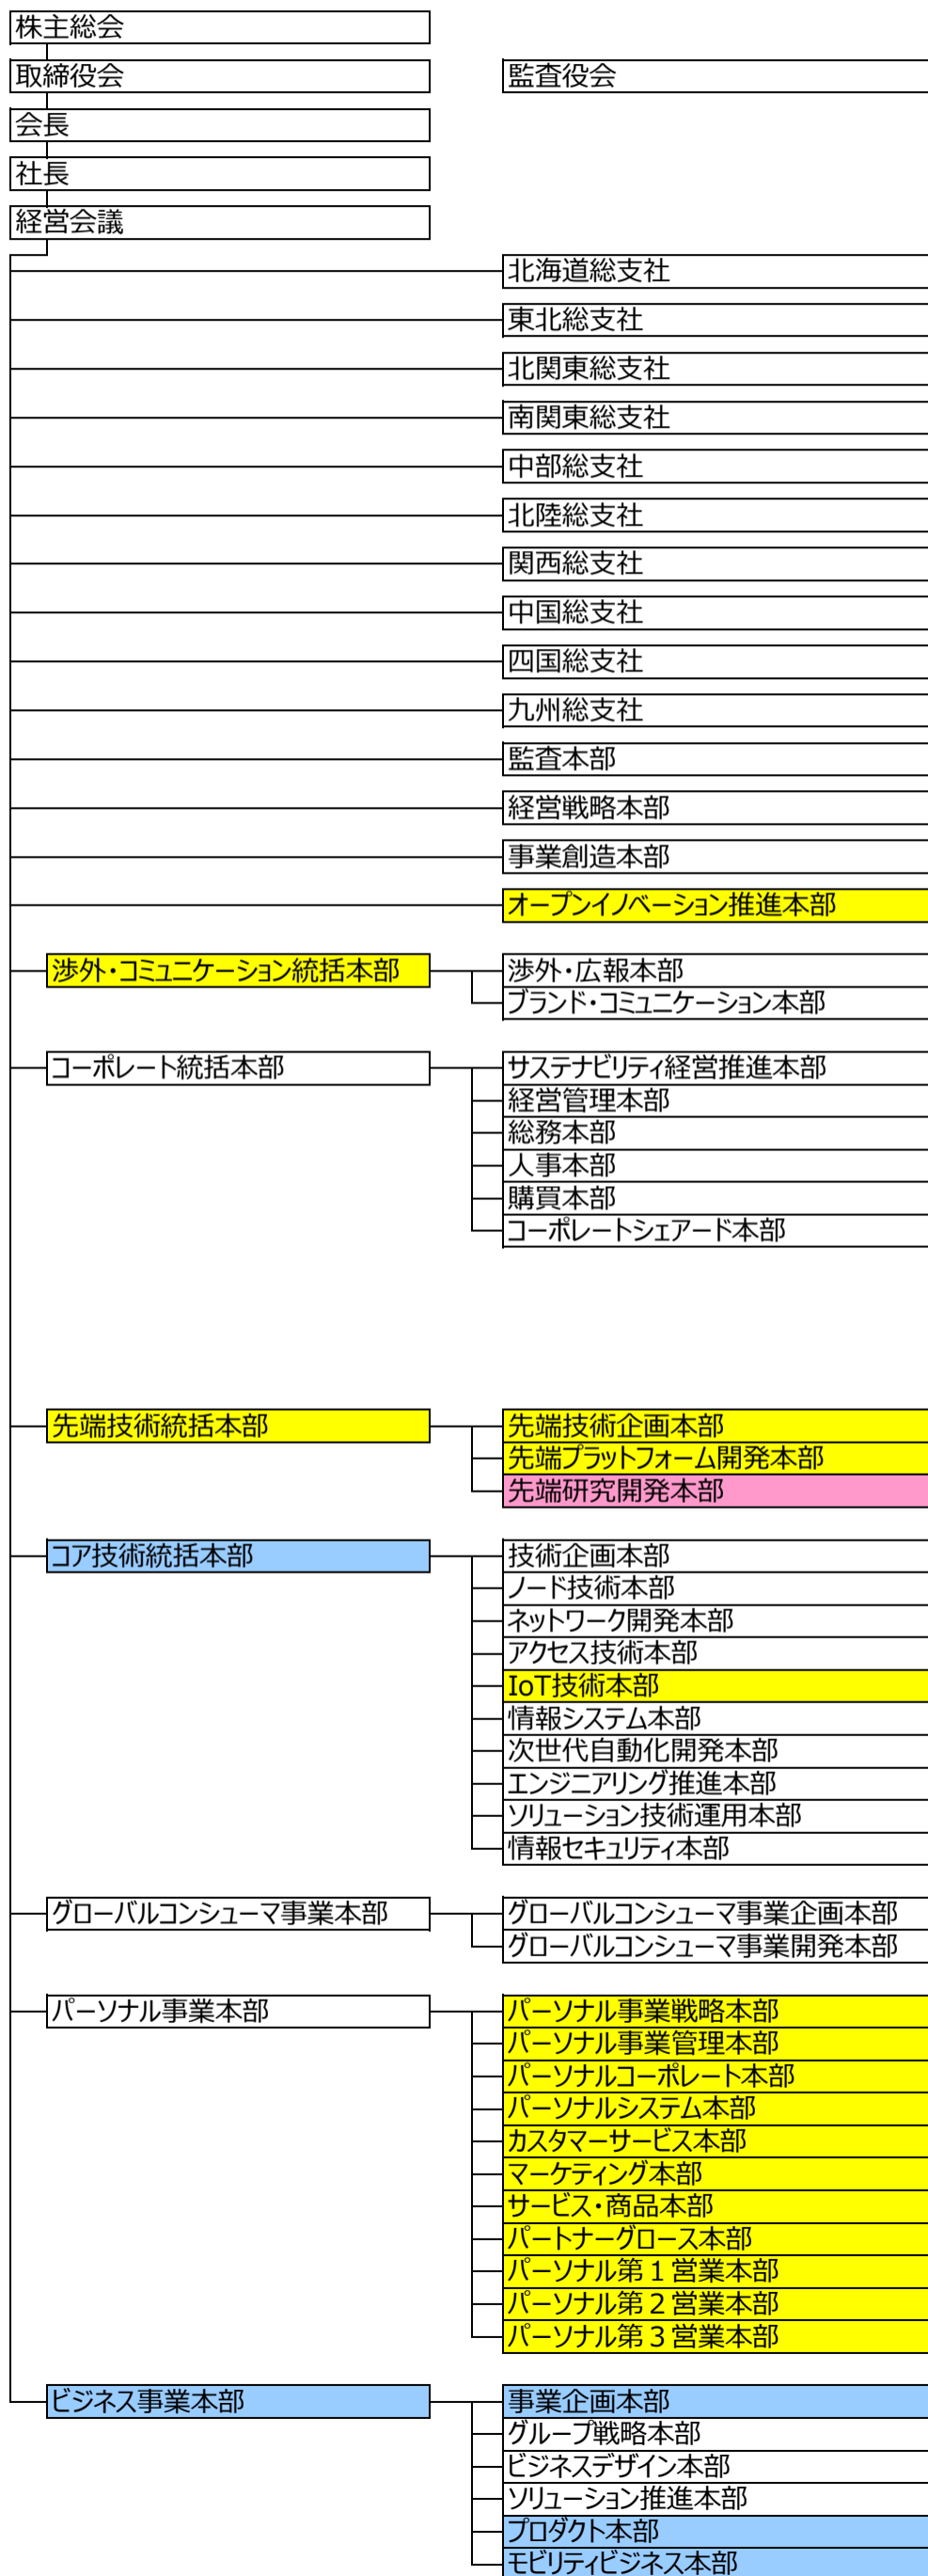 株主総会
取締役会
監査役会
会長
社長
経営会議
北海道総支社
東北総支社
北関東総支社
南関東総支社
中部総支社
北陸総支社
関西総支社
中国総支社
四国総支社
九州総支社
監査本部
経営戦略本部
事業創造本部
オープンイノベーション推進本部
渉外・コミュニケーション統括本部
渉外・広報本部
ブランド・コミュニケーション本部
コーポレート統括本部
サステナビリティ経営推進本部
経営管理本部
総務本部
人事本部
購買本部
コーポレートシェアード本部
先端技術統括本部
先端技術企画本部
先端プラットフォーム開発本部
先端研究開発本部
コア技術統括本部
技術企画本部
ノード技術本部
ネットワーク開発本部
アクセス技術本部
IoT技術本部
情報システム本部
次世代自動化開発本部
エンジニアリング推進本部
ソリューション技術運用本部
情報セキュリティ本部
グローバルコンシューマ事業本部
グローバルコンシューマ事業企画本部
グローバルコンシューマ事業開発本部
パーソナル事業本部
パーソナル事業戦略本部
パーソナル事業管理本部
パーソナルコーポレート本部
パーソナルシステム本部
カスタマーサービス本部
マーケティング本部
サービス・商品本部
パートナーグロース本部
パーソナル第１営業本部
パーソナル第２営業本部
パーソナル第３営業本部
ビジネス事業本部
事業企画本部
グループ戦略本部
ビジネスデザイン本部
ソリューション推進本部
プロダクト本部
モビリティビジネス本部